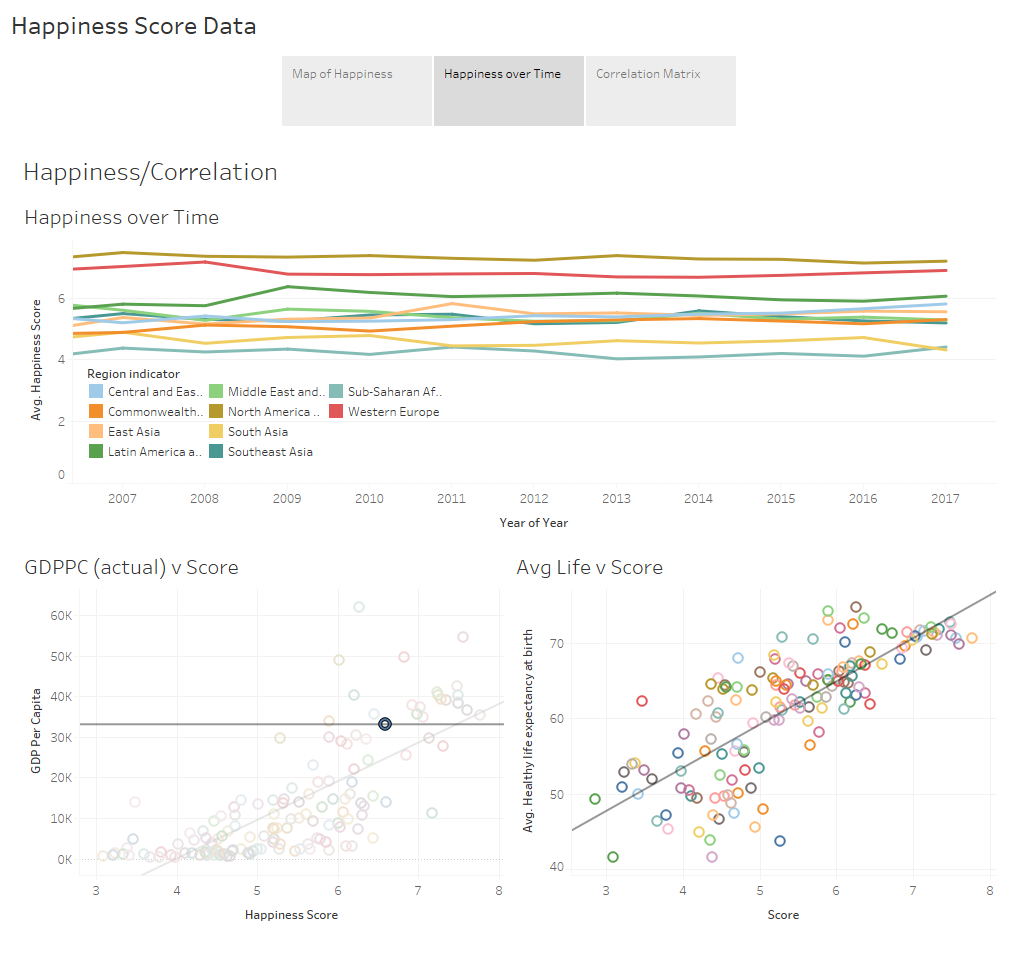 Happiness Score Data
Map of Happiness
Happiness over Time
Correlation Matrix
Happiness/Correlation
Happiness over Time
Avg. Happiness Score
6
4
2
0
Region indicator
Central and Eas..
Middle East and..
Sub-Saharan Af..
Commonwealth..
North America ..
Western Europe
East Asia
South Asia
Latin America a..
Southeast Asia
2007
2008
2009
2010
2011
2012
2013
2014
2015
2016
2017
Year of Year
GDPPC (actual) v Score
GDP Per Capita
60K
50K
40K
30K
20K
10K
0K
3
4
5
6
7
8
Happiness Score
Avg Life v Score
Avg. Healthy life expectancy at birth
70
60
50
40
3
4
5
6
7
8
Score